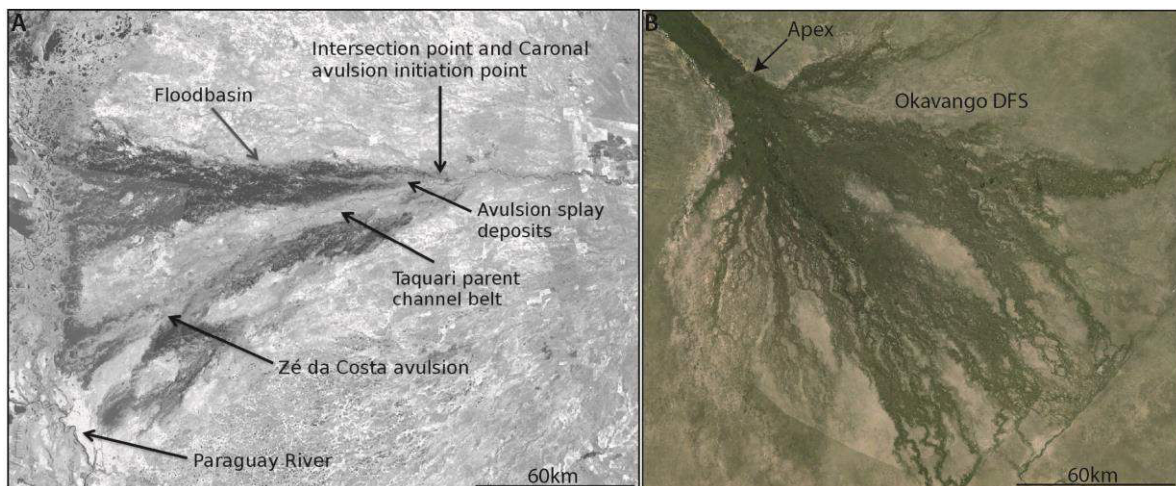 A
Intersection point and Caronal
avulsion initiation point
Floodbasin
Avulsion splay
deposits
Taquari parent
channel belt
Zé da Costa avulsion
Paraguay River
60km
B
Apex
Okavango DFS
60km